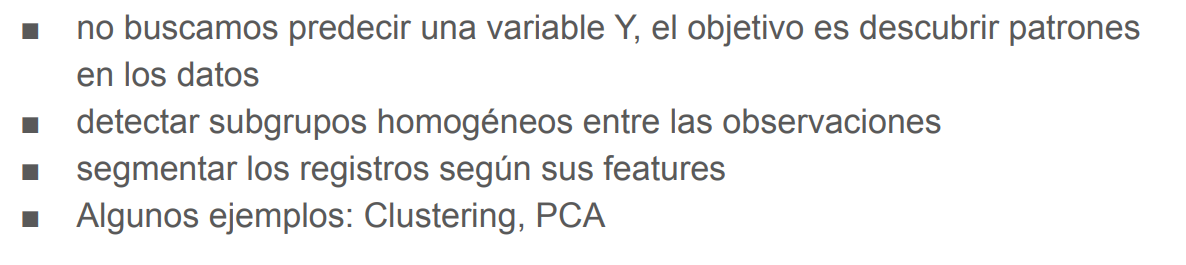 ■ no buscamos predecir una variable Y, el objetivo es descubrir patrones
en los datos
■ detectar subgrupos homogéneos entre las observaciones
■ segmentar los registros según sus features
■ Algunos ejemplos: Clustering, PCA